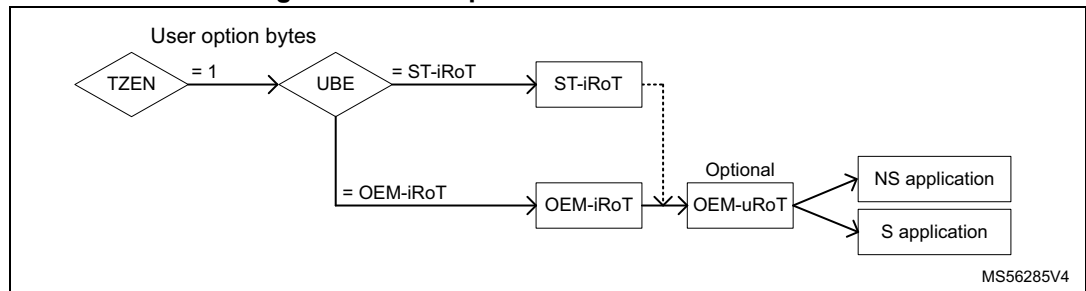 User option bytes
TZEN
= 1
UBE
= ST-iRoT
ST-iRoT
= OEM-iRoT
OEM-iRoT
Optional
OEM-uRoT
NS application
S application
MS56285V4